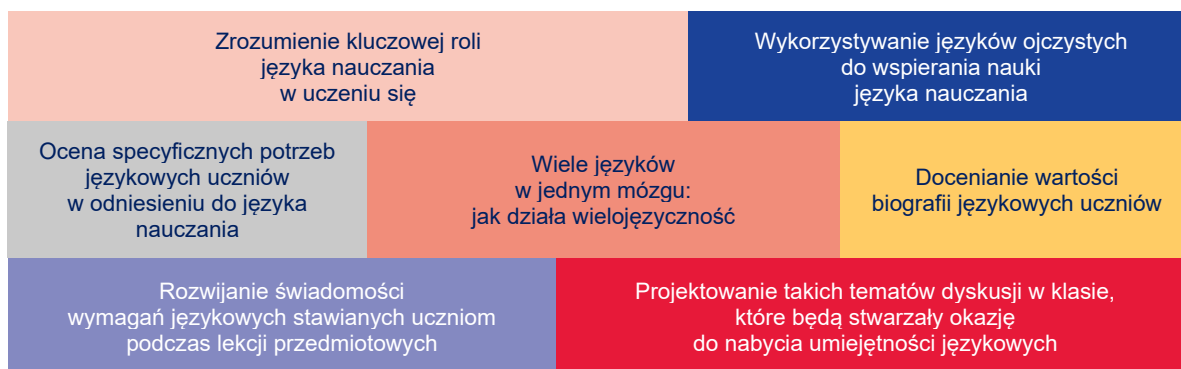 Zrozumienie kluczowej roli
języka nauczania
w uczeniu się
Wykorzystywanie języków ojczystych
do wspierania nauki
języka nauczania
Ocena specyficznych potrzeb
językowych uczniów
w odniesieniu do języka
nauczania
Wiele języków
w jednym mózgu:
jak działa wielojęzyczność
Docenianie wartości
biografii językowych uczniów
Rozwijanie świadomości
wymagań językowych stawianych uczniom
podczas lekcji przedmiotowych
Projektowanie takich tematów dyskusji w klasie,
które będą stwarzały okazję
do nabycia umiejętności językowych